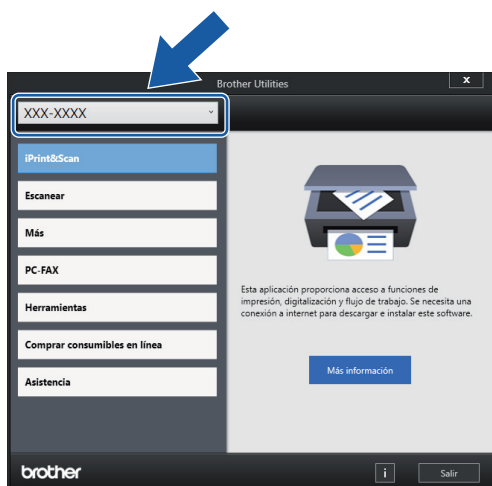 Brother Utilities
X
XXX-XXXX
iPrint&Scan
Escanear
Más
PC-FAX
Herramientas
Comprar consumibles en línea
Asistencia
Esta aplicación proporciona acceso a funciones de
impresión, digitalización y flujo de trabajo. Se necesita una
conexión a internet para descargar e instalar este software.
Más información
brother
i
Salir